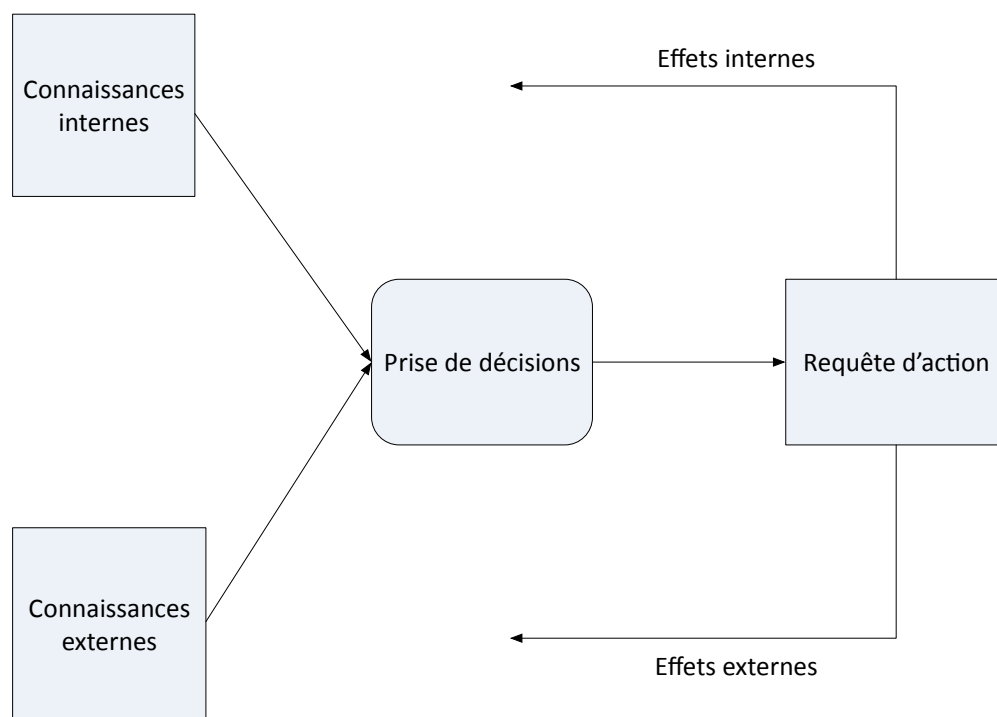 Effets internes
Connaissances
internes
Prise de décisions
Requête d’action
Connaissances
externes
Effets externes